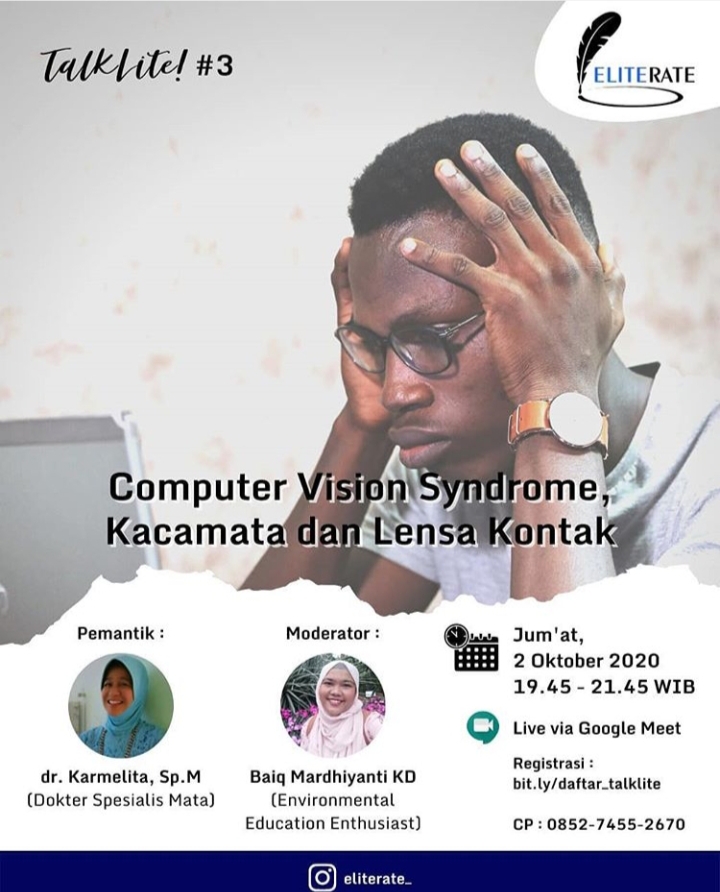 TalkLite! #3
ELITERATE
Computer Vision Syndrome,
Kacamata dan Lensa Kontak
Pemantik :
dr. Karmelita, Sp.M
(Dokter Spesialis Mata)
Moderator :
Baiq Mardhiyanti KD
(Environmental
Education Enthusiast)
Jum'at,
2 Oktober 2020
19.45 - 21.45 WIB
Live via Google Meet
Registrasi :
bit.ly/daftar_talklite
CP : 0852-7455-2670
eliterate_